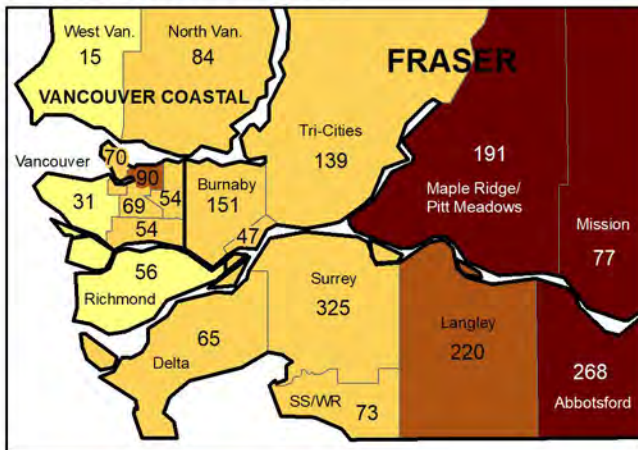 West Van.
15
North Van.
84
VANCOUVER COASTAL
FRASER
Tri-Cities
139
191
Maple Ridge/
Pitt Meadows
Mission
77
Vancouver
70
90
54
31
69
54
Burnaby
151
47
56
Richmond
Surrey
325
65
Delta
Langley
220
268
Abbotsford
SS/WR
73